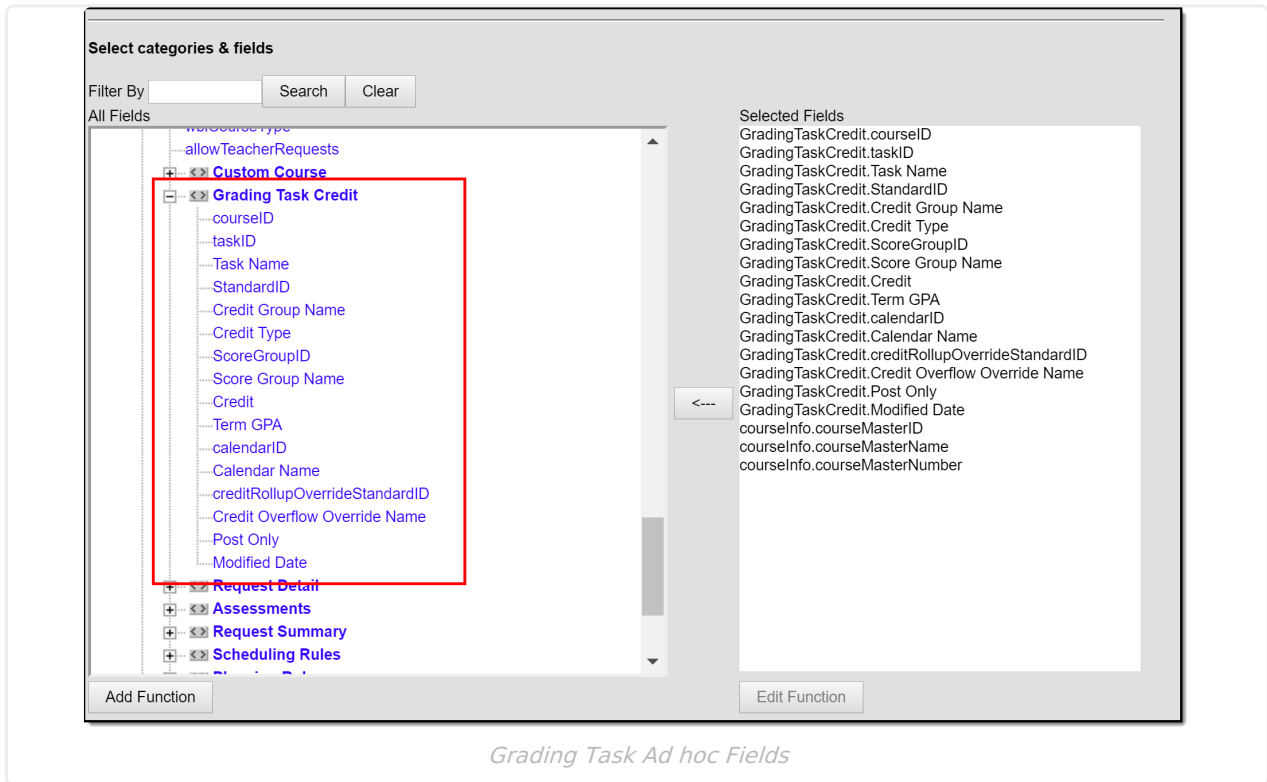 Select categories & fields
Filter By
Search
Clear
All Fields
allowTeacherRequests
Custom Course
Grading Task Credit
courseID
taskID
Task Name
StandardID
Credit Group Name
Credit Type
ScoreGroupID
Score Group Name
Credit
Term GPA
calendarID
Calendar Name
creditRollupOverrideStandardID
Credit Overflow Override Name
Post Only
Modified Date
Request Detail
Assessments
Request Summary
Scheduling Rules
Add Function
<---
Selected Fields
GradingTaskCredit.courseID
GradingTaskCredit.taskID
GradingTaskCredit.Task Name
GradingTaskCredit.StandardID
GradingTaskCredit.Credit Group Name
GradingTaskCredit.Credit Type
GradingTaskCredit.ScoreGroupID
GradingTaskCredit.Score Group Name
GradingTaskCredit.Credit
GradingTaskCredit.Term GPA
GradingTaskCredit.calendarID
GradingTaskCredit.Calendar Name
GradingTaskCredit.creditRollupOverrideStandardID
GradingTaskCredit.Credit Overflow Override Name
GradingTaskCredit.Post Only
GradingTaskCredit.Modified Date
courseInfo.courseMasterID
courseInfo.courseMasterName
courseInfo.courseMasterNumber
Edit Function
Grading Task Ad hoc Fields